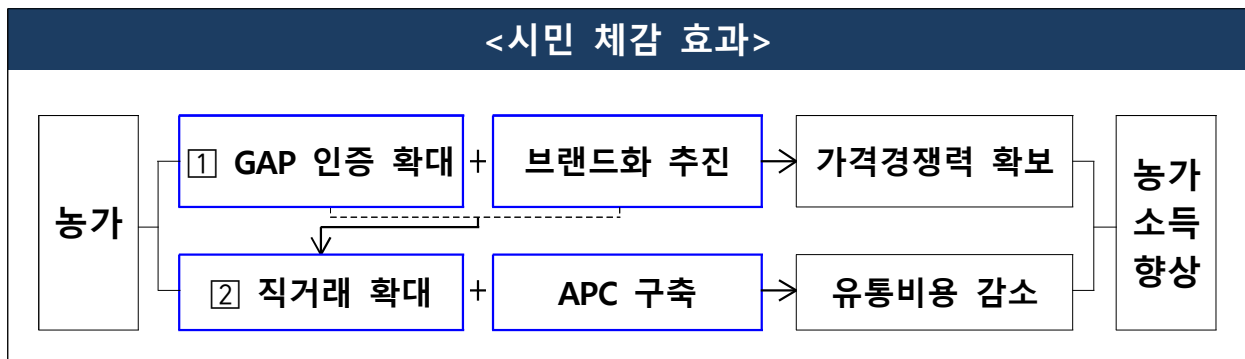 <시민 체감 효과>
농가
1 GAP 인증 확대 + 브랜드화 추진 → 가격경쟁력 확보
2 직거래 확대 + APC 구축 → 유통비용 감소
농가
소득
향상